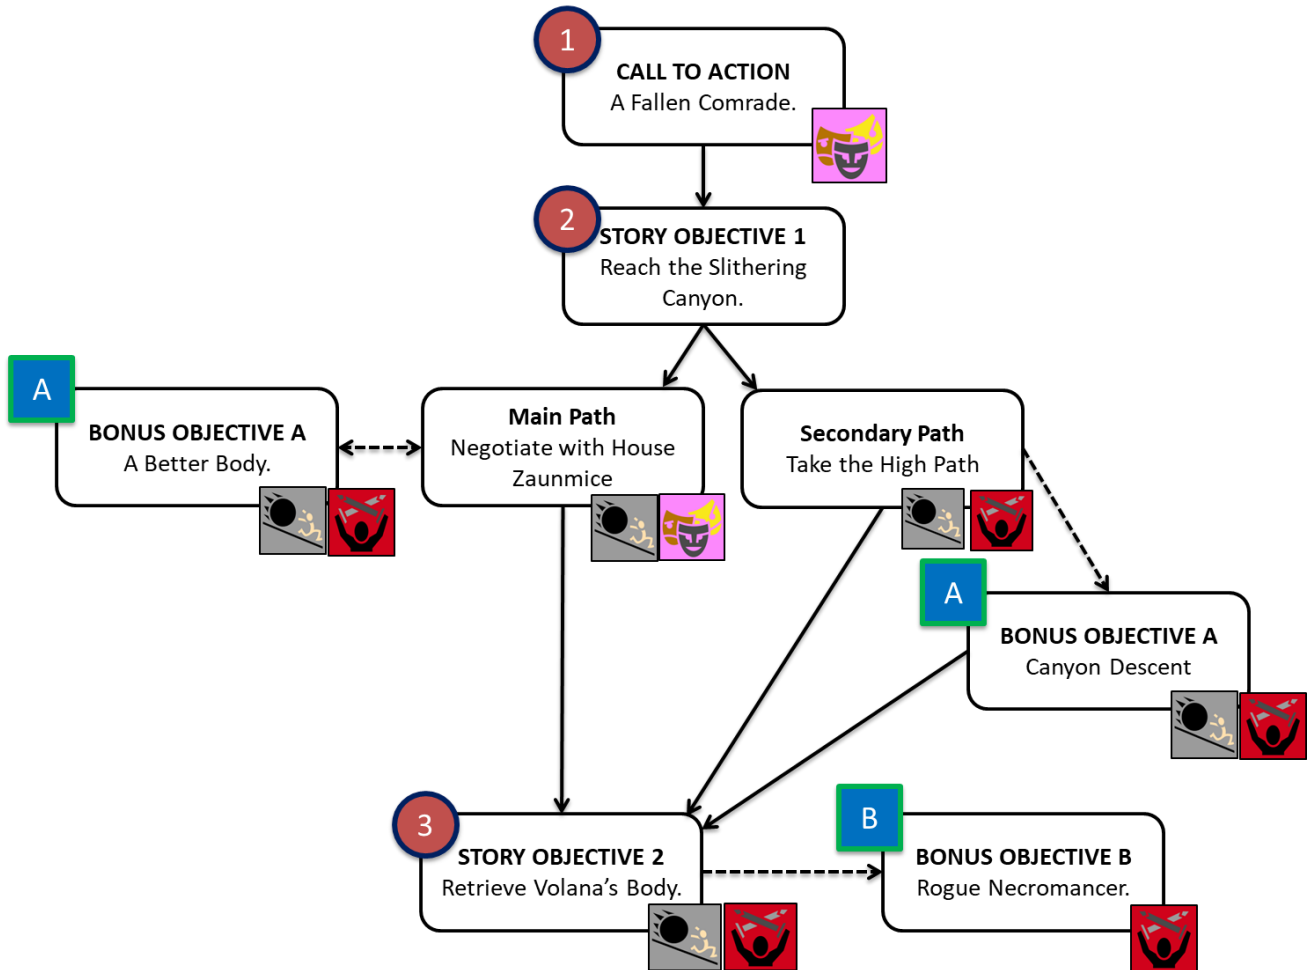 1
CALL TO ACTION
A Fallen Comrade.
2
STORY OBJECTIVE 1
Reach the Slithering
Canyon.
A
BONUS OBJECTIVE A
A Better Body.
Main Path
Negotiate with House
Zaunmice
Secondary Path
Take the High Path
A
BONUS OBJECTIVE A
Canyon Descent
3
STORY OBJECTIVE 2
Retrieve Volana’s Body.
B
BONUS OBJECTIVE B
Rogue Necromancer.